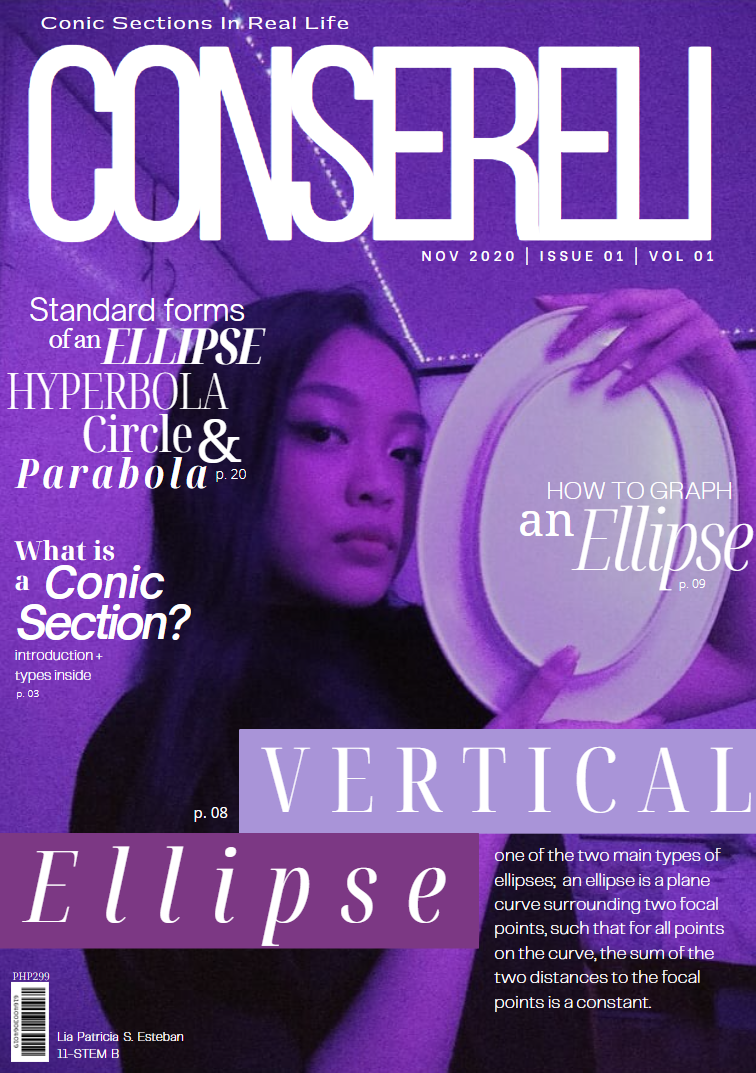 Conic Sections In Real Life
CONSERELI
NOV 2020 | ISSUE 01 | VOL 01
Standard forms
of an ELLIPSE
HYPERBOLA
Circle &
Parabola p. 20
HOW TO GRAPH
an Ellipse
p. 09
What is
a Conic
Section?
introduction +
types inside
p. 03
VERTICAL
p. 08
Ellipse
one of the two main types of
ellipses; an ellipse is a plane
curve surrounding two focal
points, such that for all points
on the curve, the sum of the
two distances to the focal
points is a constant.
PHP299
Lia Patricia S. Esteban
11-STEM B